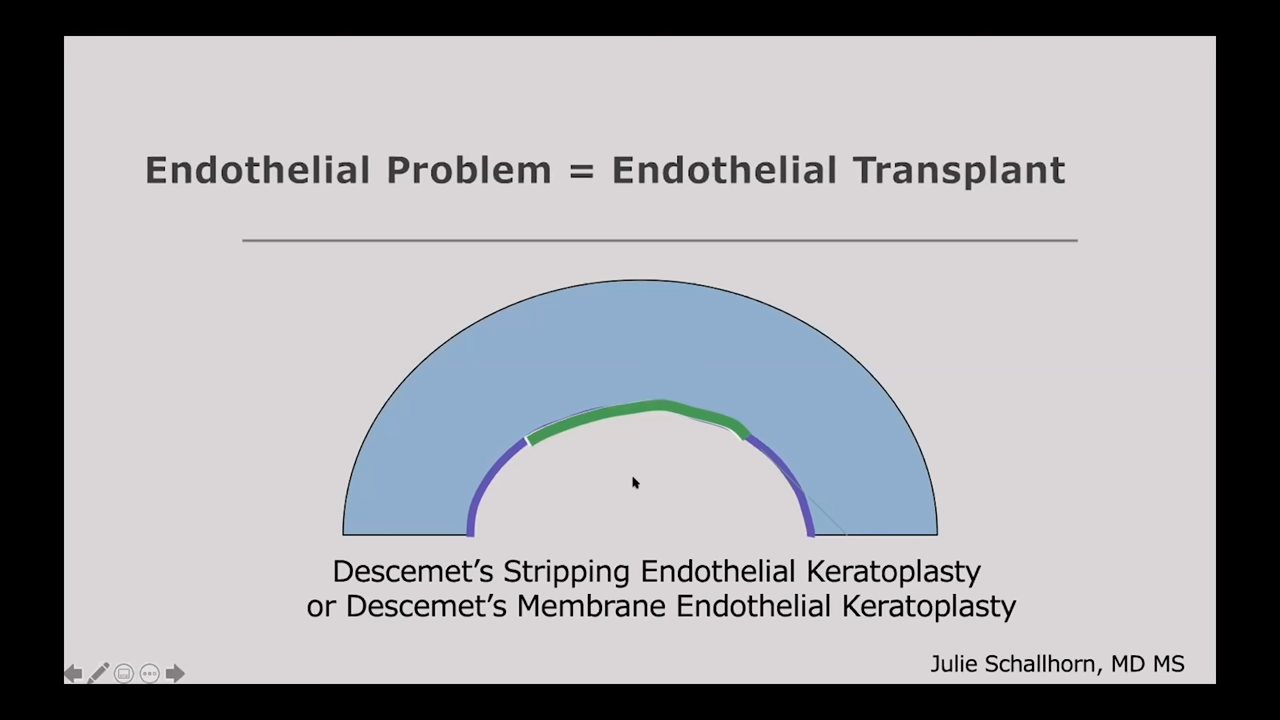 Endothelial Problem = Endothelial Transplant
Descemet’s Stripping Endothelial Keratoplasty
or Descemet’s Membrane Endothelial Keratoplasty
Julie Schallhorn, MD MS